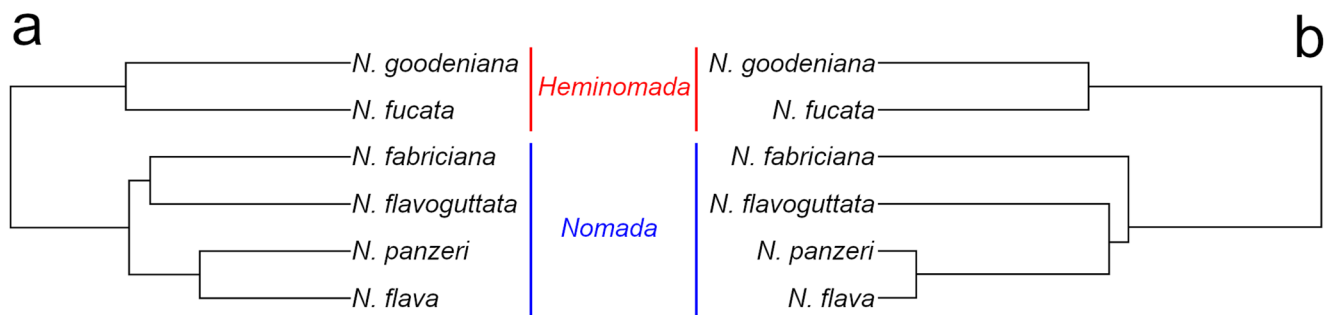 a
b
N. goodeniana
N. fucata
N. fabriciana
N. flavoguttata
N. panzeri
N. flava
Heminomada
Nomada
N. goodeniana
N. fucata
N. fabriciana
N. flavoguttata
N. panzeri
N. flava